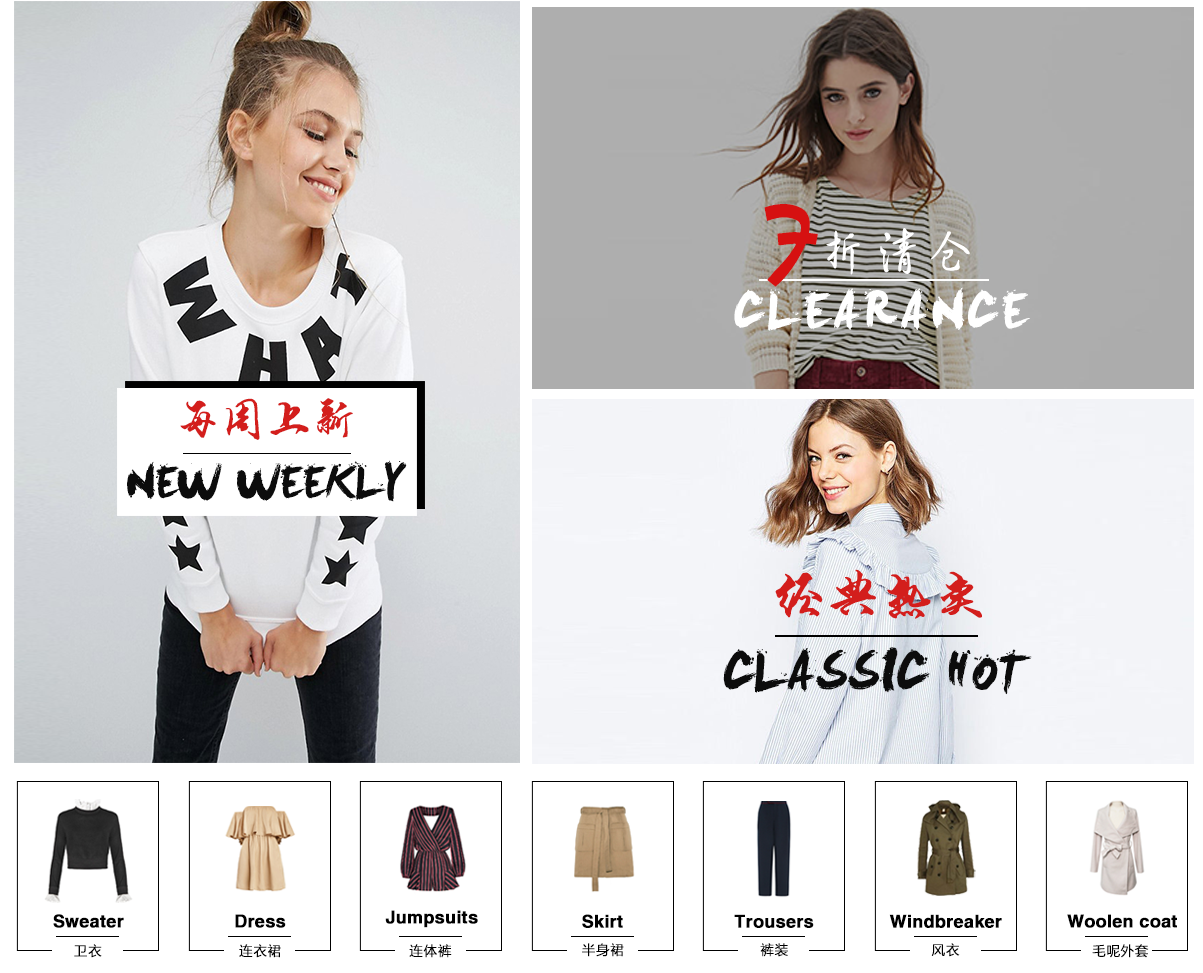 WHAT
每周上新
NEW WEEKLY
7折清仓
CLEARANCE
经典热卖
CLASSIC HOT
Sweater
卫衣
Dress
连衣裙
Jumpsuits
连体裤
Skirt
半身裙
Trousers
裤装
Windbreaker
风衣
Woolen coat
毛呢外套